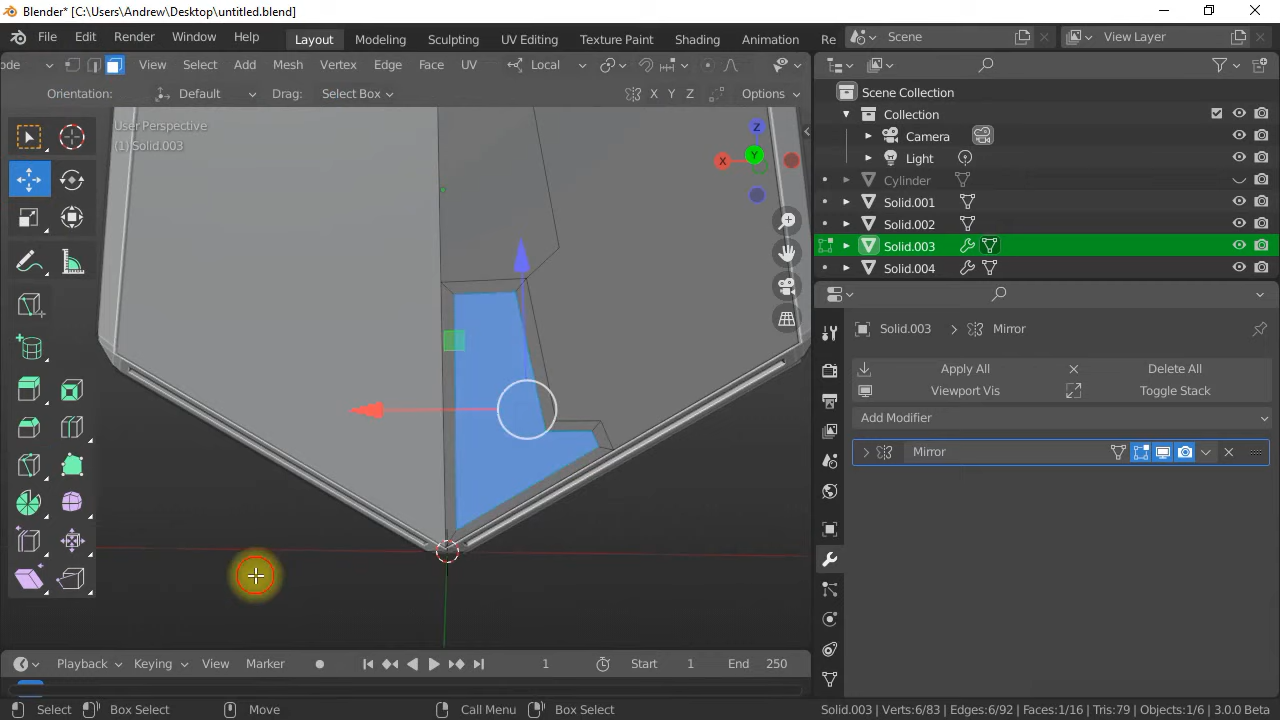 Blender* [C:\Users\Andrew\Desktop\untitled.blend]
File Edit Render Window Help Layout Modeling Sculpting UV Editing Texture Paint Shading Animation Re Scene View Layer
ode View Select Add Mesh Vertex Edge Face UV Local
Orientation: Default Drag: Select Box X Y Z Options
User Perspective
(1) Solid.003
Z
Y
X
Scene Collection
Collection
Camera
Light
Cylinder
Solid.001
Solid.002
Solid.003
Solid.004
Solid.003 Mirror
Apply All Delete All
Viewport Vis Toggle Stack
Add Modifier
Mirror
Playback Keying View Marker 1 Start 1 End 250
Select Box Select Move Call Menu Box Select Solid.003 | Verts:6/83 | Edges:6/92 | Faces:1/16 | Tris:79 | Objects:1/6 | 3.0.0 Beta